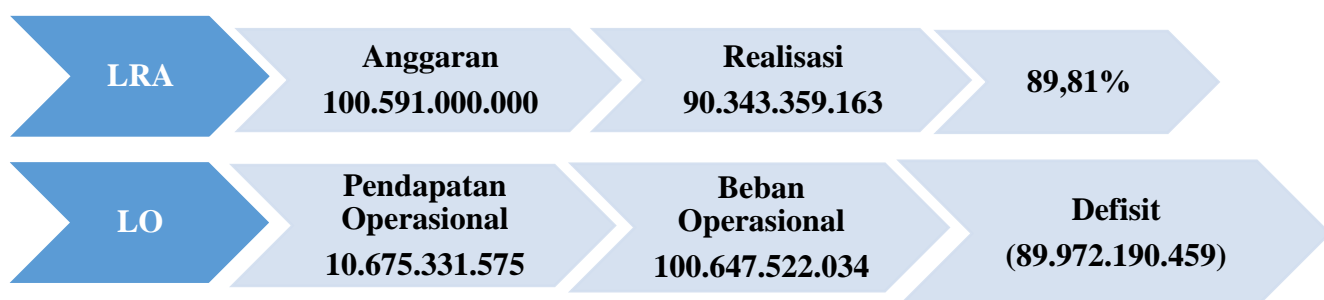 LRA
Anggaran
100.591.000.000
Realisasi
90.343.359.163
89,81%
LO
Pendapatan
Operasional
10.675.331.575
Beban
Operasional
100.647.522.034
Defisit
(89.972.190.459)